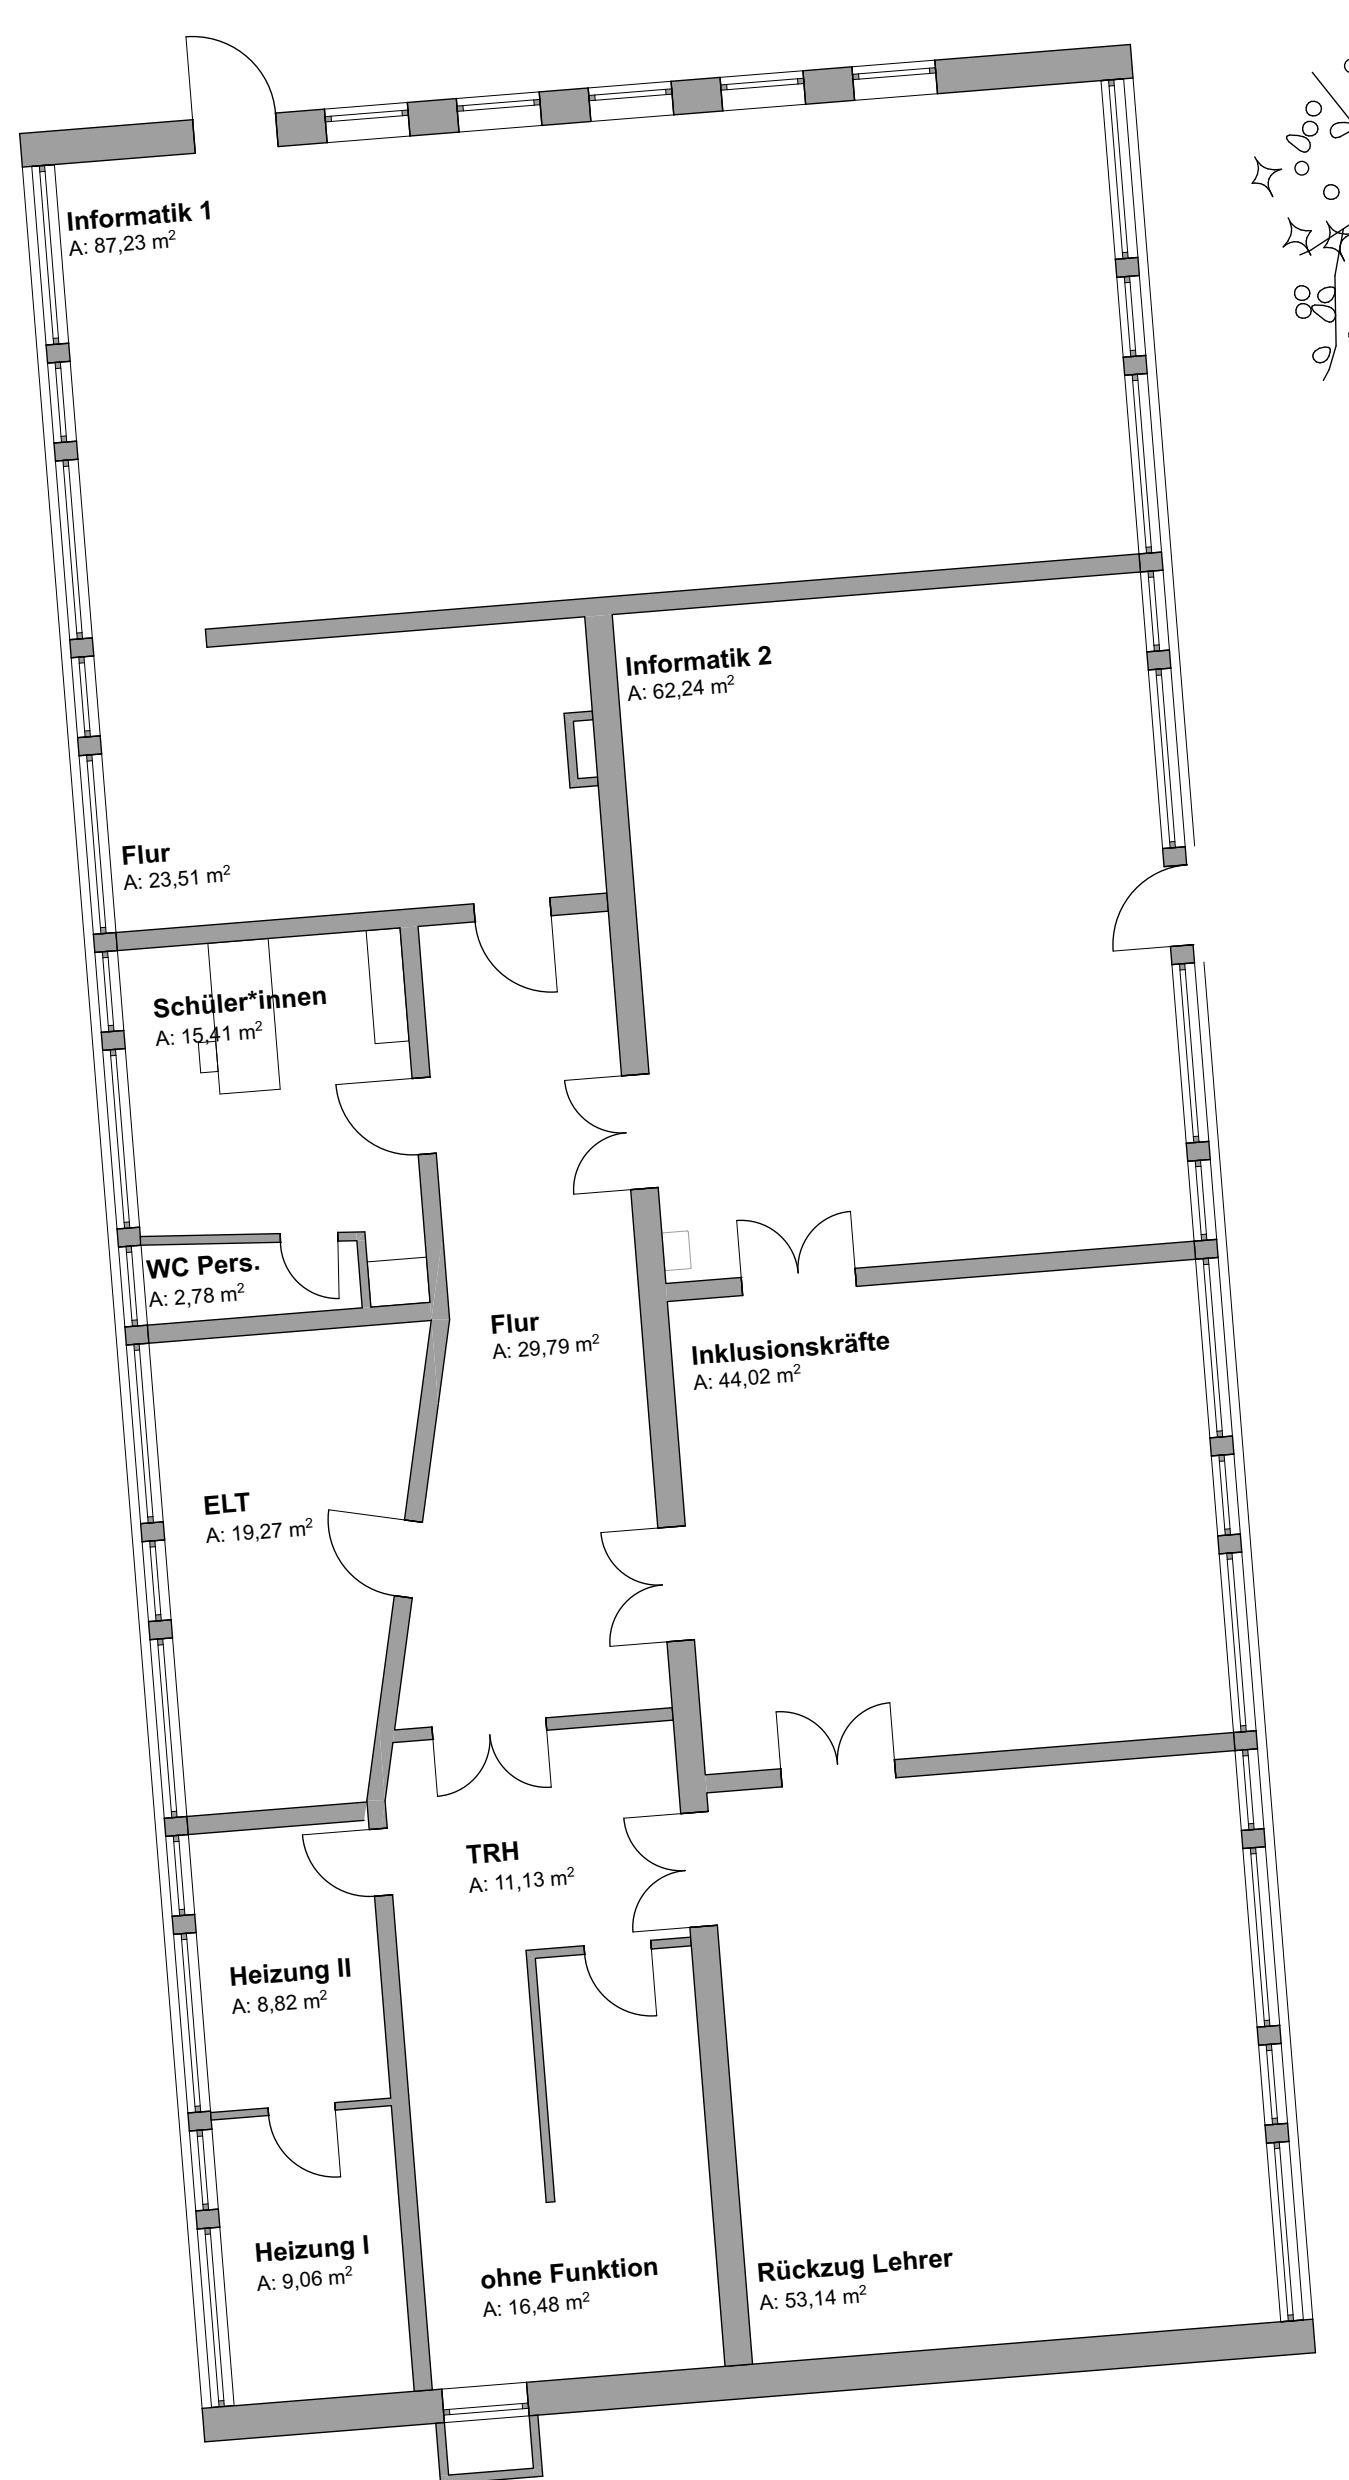 Informatik 1
A: 87,23 m²
Informatik 2
A: 62,24 m²
Flur
A: 23,51 m²
Schüler*innen
A: 15,41 m²
WC Pers.
A: 2,78 m²
Flur
A: 29,79 m²
Inklusionskräfte
A: 44,02 m²
ELT
A: 19,27 m²
TRH
A: 11,13 m²
Heizung II
A: 8,82 m²
Heizung I
A: 9,06 m²
ohne Funktion
A: 16,48 m²
Rückzug Lehrer
A: 53,14 m²